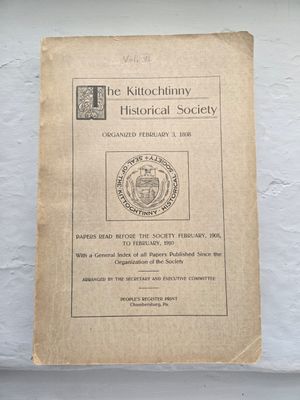 Vol. VI
The Kittochtinny
Historical Society
ORGANIZED FEBRUARY 3, 1898
SEAL OF THE KITTOCHTINNY HISTORICAL SOCIETY
PAPERS READ BEFORE THE SOCIETY FEBRUARY, 1908,
TO FEBRUARY, 1910
With a General Index of all Papers Published Since the
Organization of the Society
ARRANGED BY THE SECRETARY AND EXECUTIVE COMMITTEE
PEOPLE'S REGISTER PRINT
Chambersburg, Pa.